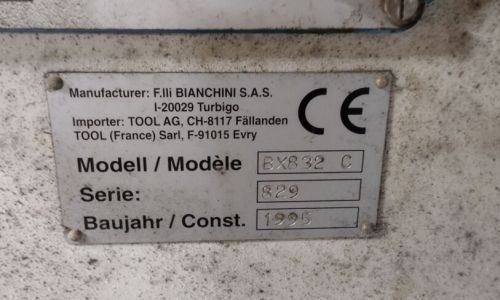 Manufacturer: F.lli BIANCHINI S.A.S.
I-20029 Turbigo
Importer: TOOL AG, CH-8117 Fällanden
TOOL (France) Sarl, F-91015 Evry
CE
Modell / Modèle BX832 C
Serie: 829
Baujahr / Const. 1995